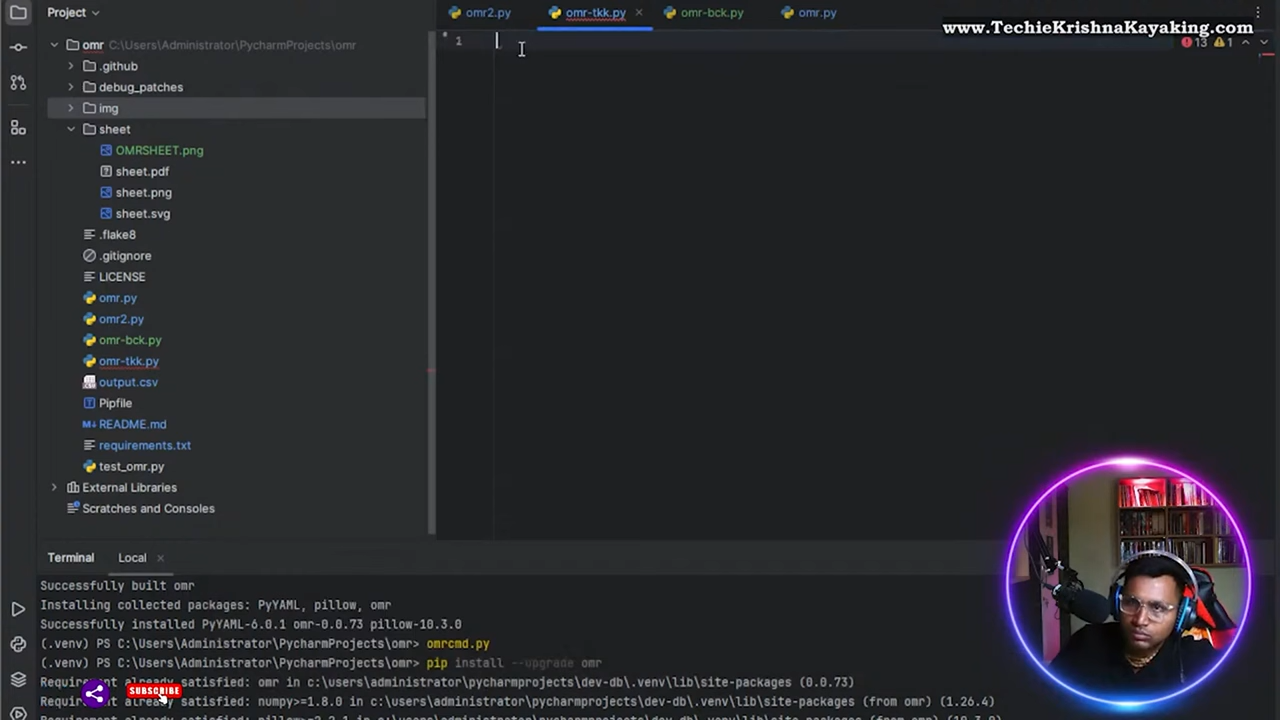 omr2.py
omr-tkk.py
omr-bck.py
omr.py
www.TechieKrishnaKayaking.com
Project
omr C:\Users\Administrator\PycharmProjects\omr
1
13
1
.github
debug_patches
img
sheet
OMRSHEET.png
sheet.pdf
sheet.png
sheet.svg
.flake8
.gitignore
LICENSE
omr.py
omr2.py
omr-bck.py
omr-tkk.py
output.csv
Pipfile
README.md
requirements.txt
test_omr.py
External Libraries
Scratches and Consoles
Terminal
Local
Successfully built omr
Installing collected packages: PyYAML, pillow, omr
Successfully installed PyYAML-6.0.1 omr-0.0.73 pillow-10.3.0
(.venv) PS C:\Users\Administrator\PycharmProjects\omr> omrcmd.py
(.venv) PS C:\Users\Administrator\PycharmProjects\omr> pip install --upgrade omr
Requirement already satisfied: omr in c:\users\administrator\pycharmprojects\dev-db\.venv\lib\site-packages (0.0.73)
SUBSCRIBE
Requirement already satisfied: numpy>=1.8.0 in c:\users\administrator\pycharmprojects\dev-db\.venv\lib\site-packages (from omr) (1.26.4)